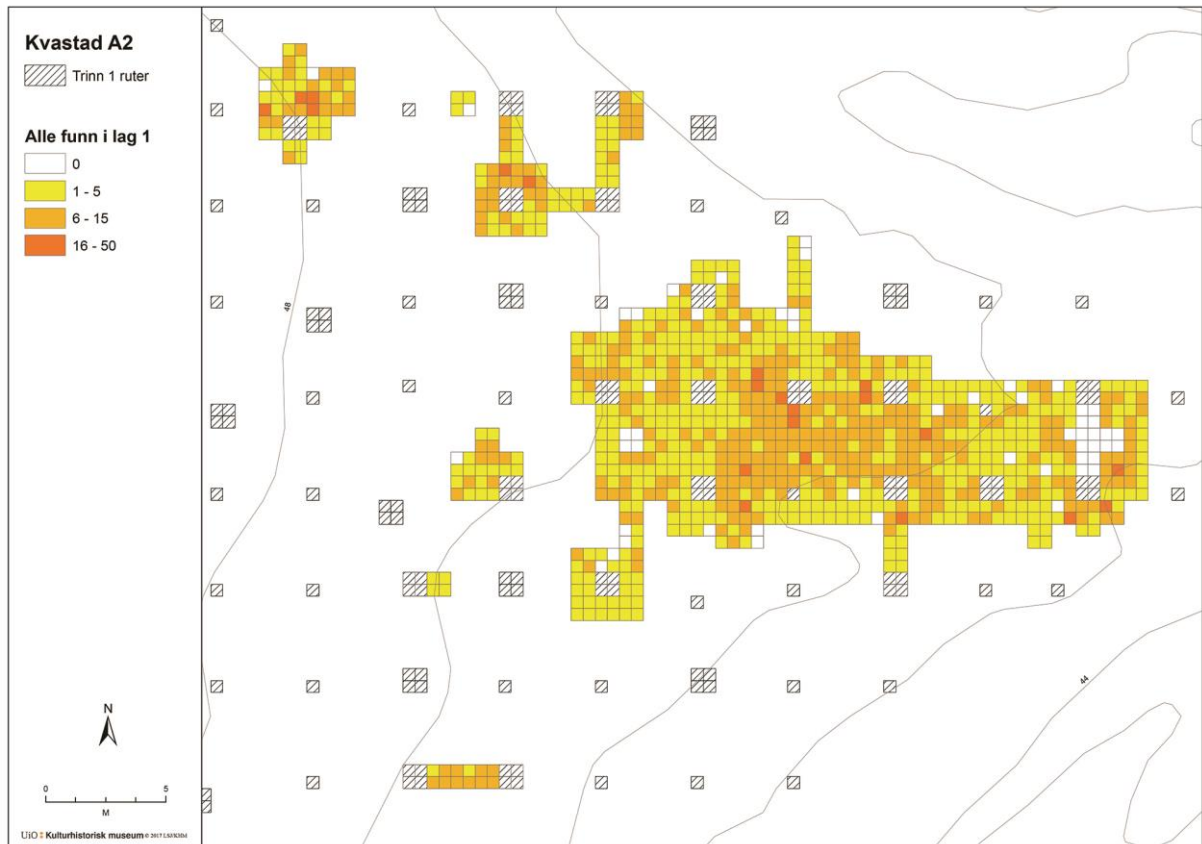 Kvastad A2
Trinn 1 ruter
Alle funn i lag 1
0
1 - 5
6 - 15
16 - 50
N
0 5
M
UiO Kulturhistorisk museum © 2017
48
44